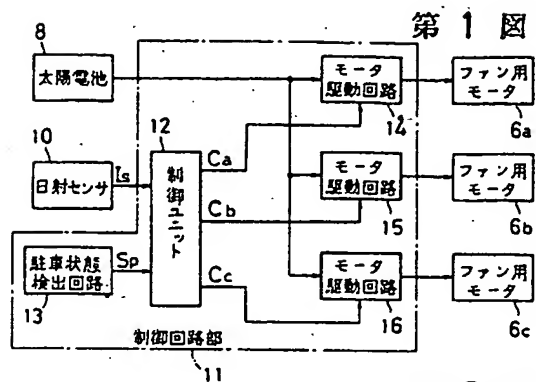 第1図
8
太陽電池
モータ
駆動回路
14
ファン用
モータ
6a
10
日射センサ
Is
12
制御ユニット
Ca
Cb
Cc
モータ
駆動回路
15
ファン用
モータ
6b
駐車状態
検出回路
13
Sp
モータ
駆動回路
16
ファン用
モータ
6c
制御回路部
11